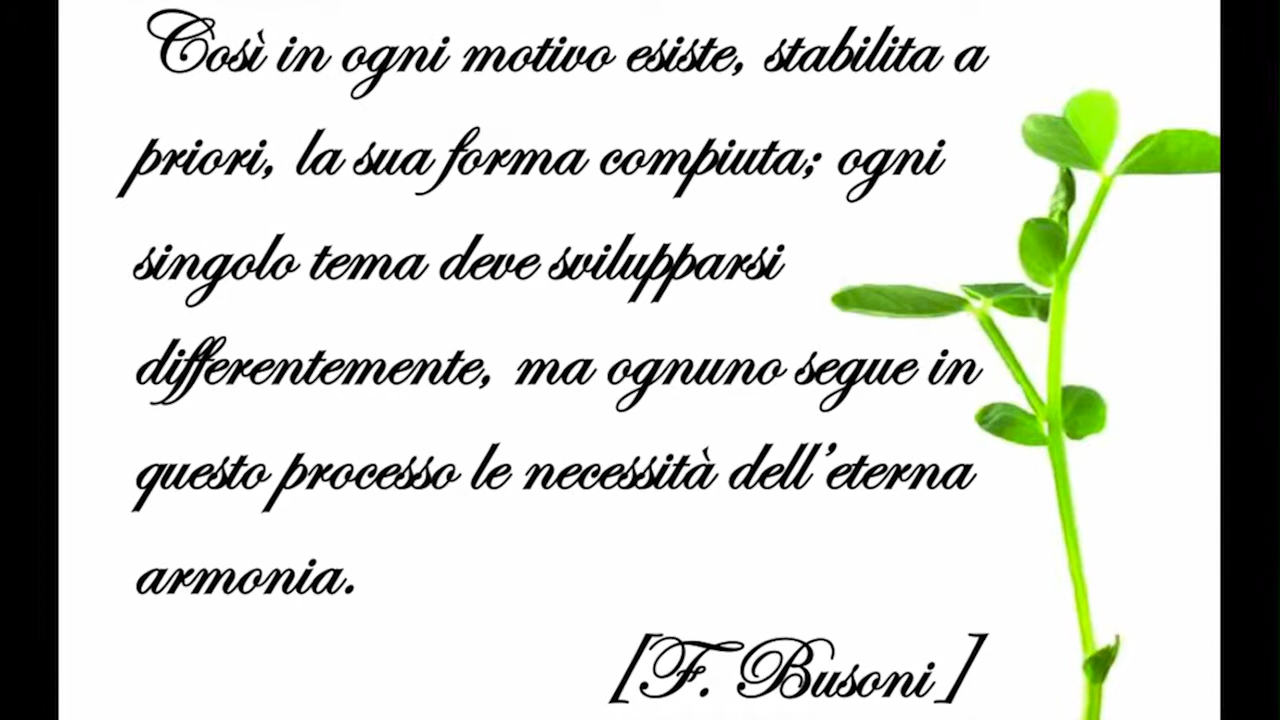 Così in ogni motivo esiste, stabilita a
priori, la sua forma compiuta; ogni
singolo tema deve svilupparsi
differentemente, ma ognuno segue in
questo processo le necessità dell'eterna
armonia.
[F. Busoni]